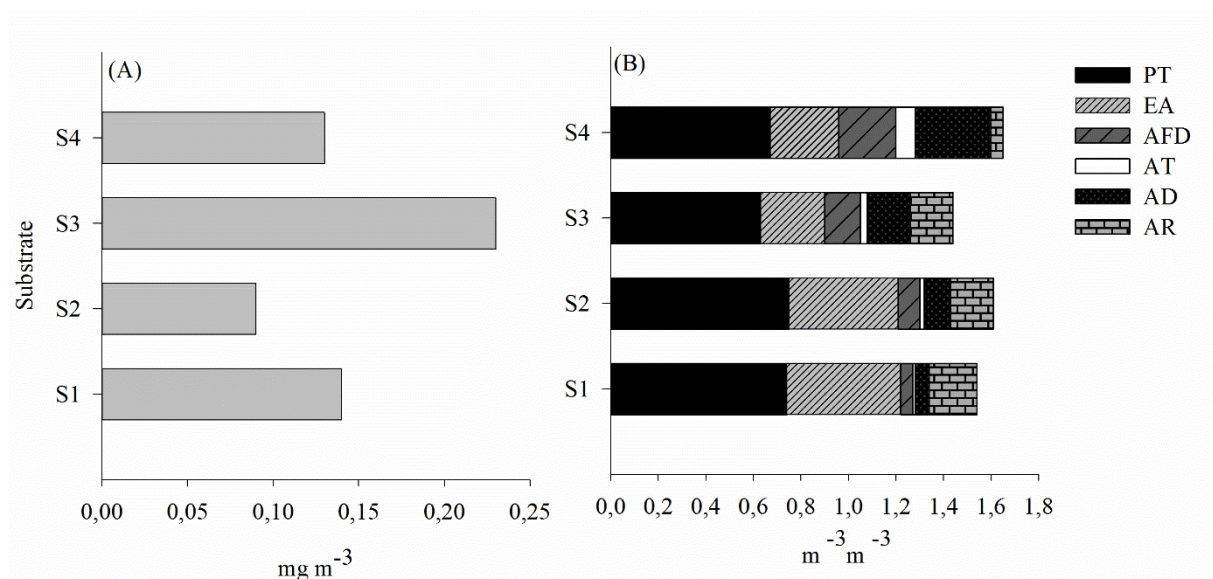 (A)
Substrate
S4
S3
S2
S1
0,00 0,05 0,10 0,15 0,20 0,25
mg m⁻³
(B)
S4
S3
S2
S1
0,0 0,2 0,4 0,6 0,8 1,0 1,2 1,4 1,6 1,8
m⁻³m⁻³
PT
EA
AFD
AT
AD
AR